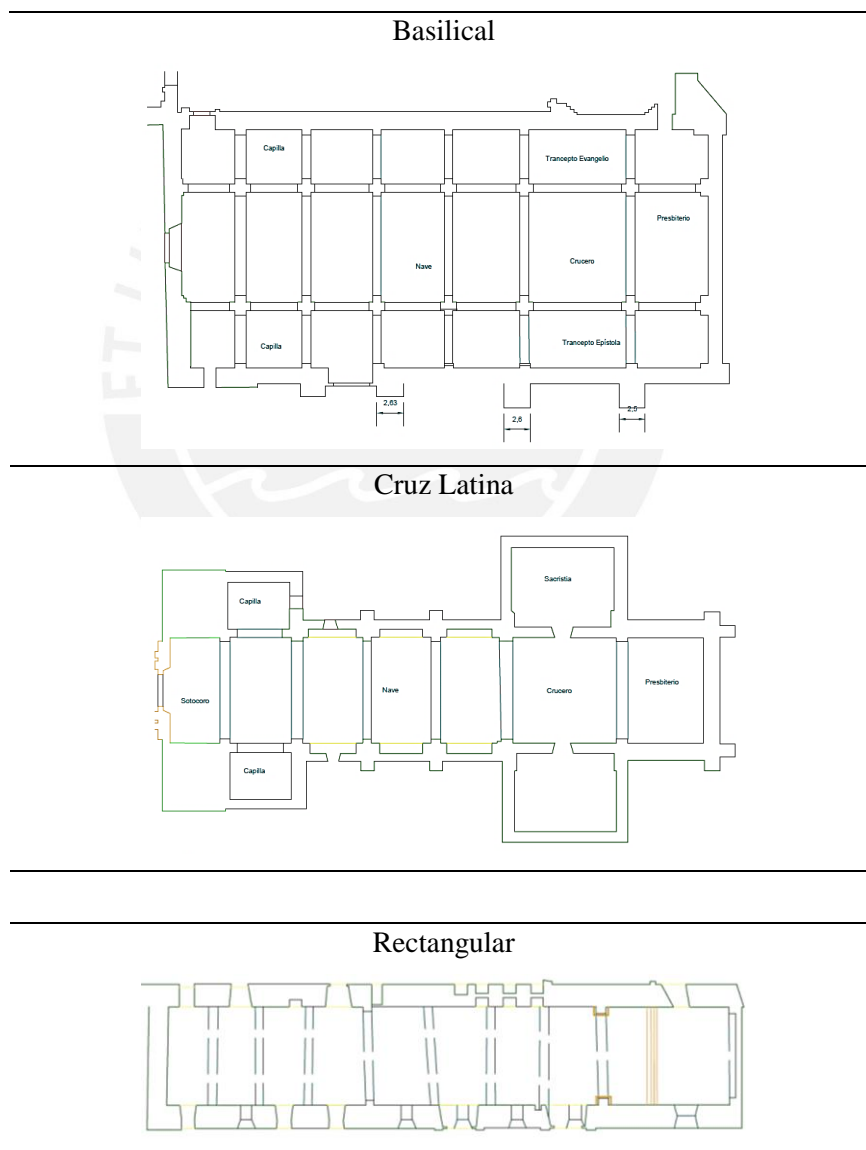 Basilical
Capilla
Trancepto Evangelio
Presbiterio
Crucero
Nave
Capilla
Trancepto Epístola
2,63
2,6
2,5
Cruz Latina
Sacristía
Capilla
Presbiterio
Nave
Crucero
Sotocoro
Capilla
Rectangular